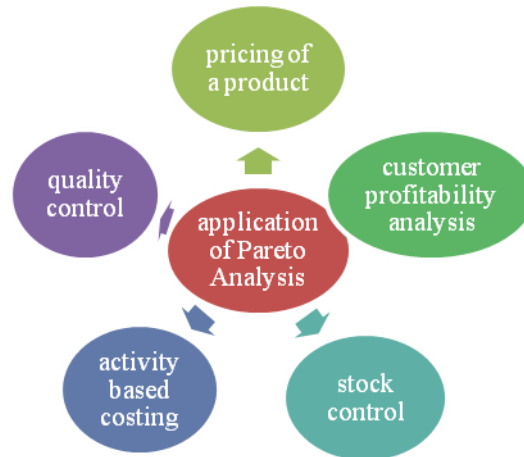 pricing of
a product
customer
profitability
analysis
quality
control
application
of Pareto
Analysis
activity
based
costing
stock
control